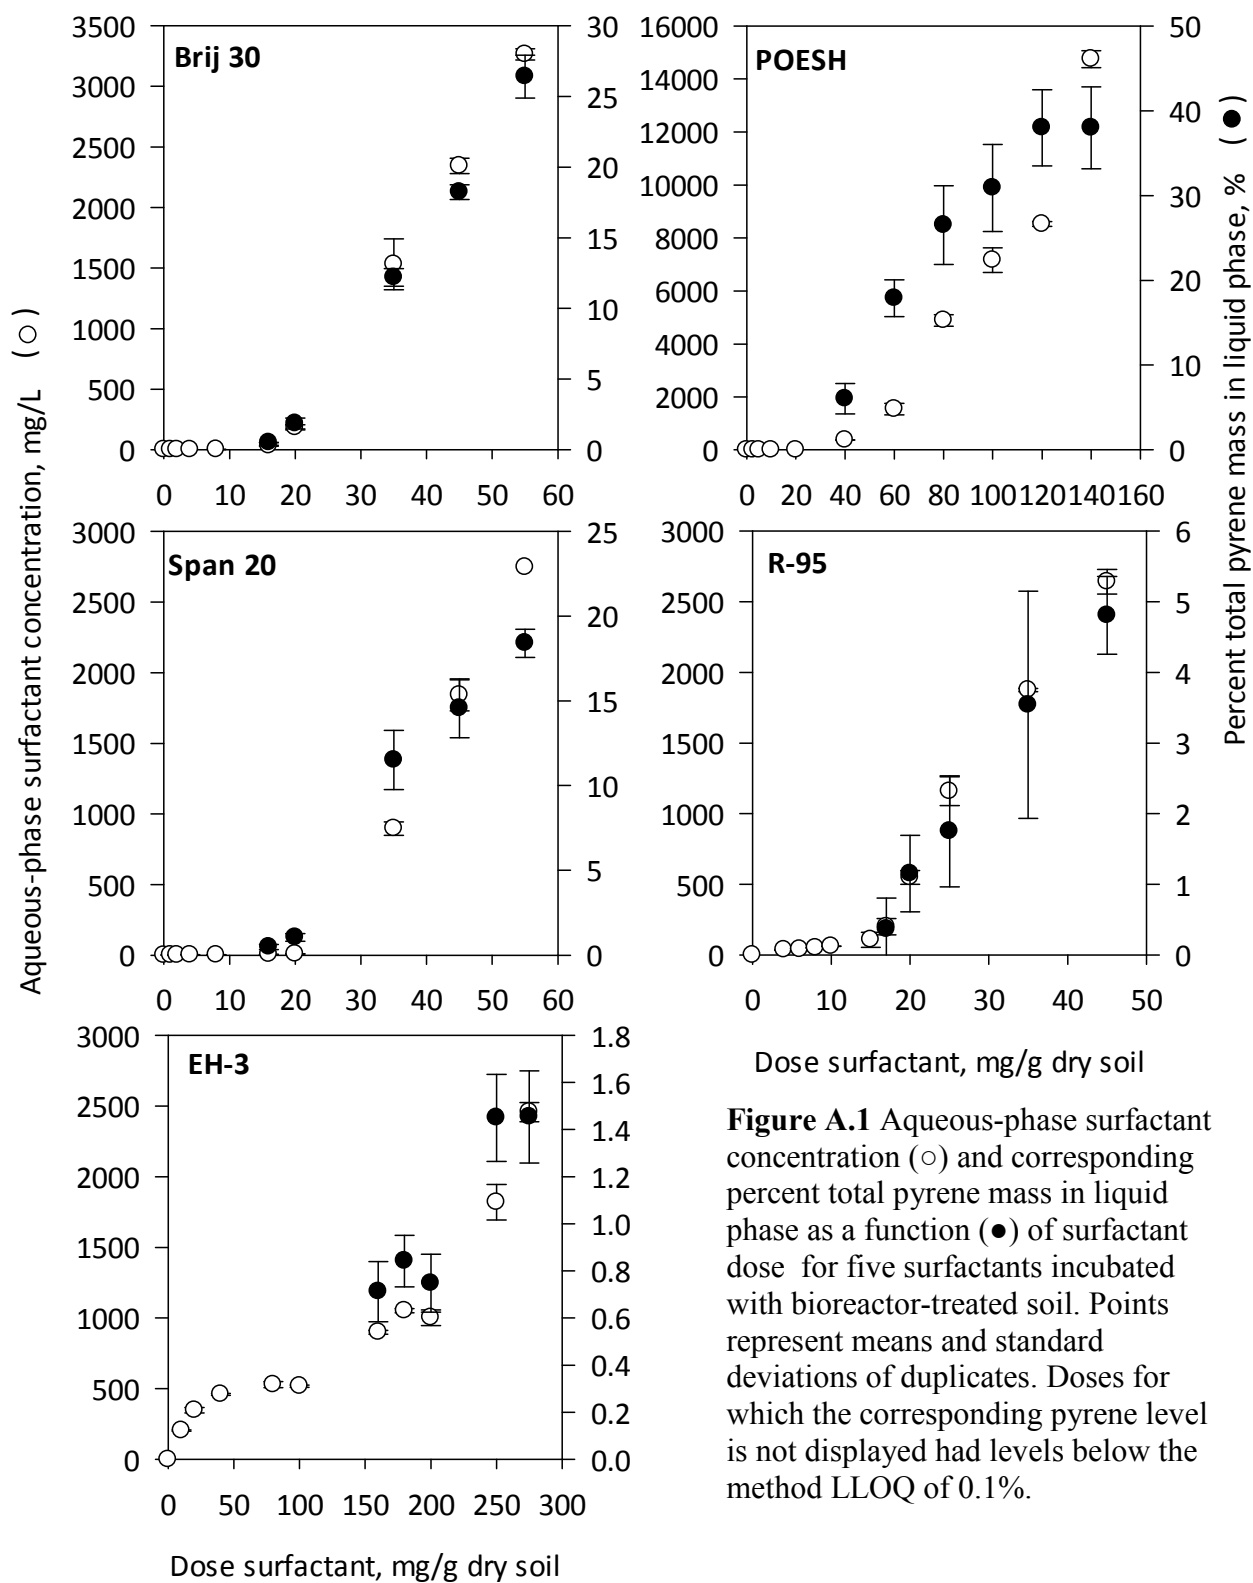 Aqueous-phase surfactant concentration, mg/L (○)
Percent total pyrene mass in liquid phase, % (●)
Brij 30
3500
3000
2500
2000
1500
1000
500
0
30
25
20
15
10
5
0
0 10 20 30 40 50 60
POESH
16000
14000
12000
10000
8000
6000
4000
2000
0
50
40
30
20
10
0
0 20 40 60 80 100 120 140 160
Span 20
3000
2500
2000
1500
1000
500
0
25
20
15
10
5
0
0 10 20 30 40 50 60
R-95
3000
2500
2000
1500
1000
500
0
6
5
4
3
2
1
0
0 10 20 30 40 50
Dose surfactant, mg/g dry soil
EH-3
3000
2500
2000
1500
1000
500
0
1.8
1.6
1.4
1.2
1.0
0.8
0.6
0.4
0.2
0.0
0 50 100 150 200 250 300
Dose surfactant, mg/g dry soil
Figure A.1 Aqueous-phase surfactant
concentration (○) and corresponding
percent total pyrene mass in liquid
phase as a function (●) of surfactant
dose for five surfactants incubated
with bioreactor-treated soil. Points
represent means and standard
deviations of duplicates. Doses for
which the corresponding pyrene level
is not displayed had levels below the
method LLOQ of 0.1%.